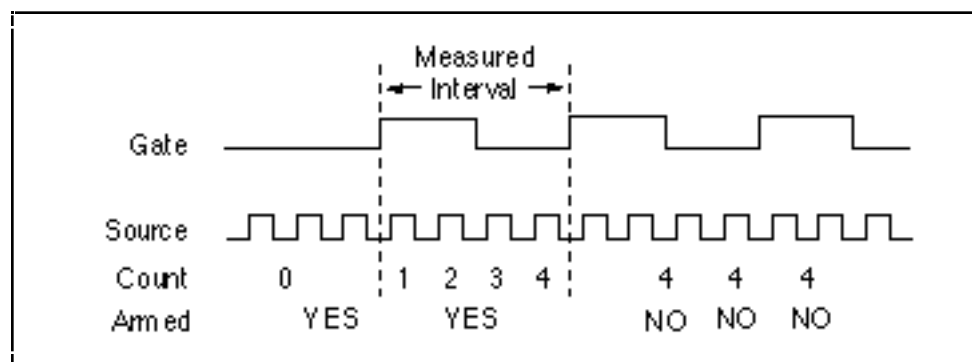 Measured
Interval
Gate
Source
Count 0 1 2 3 4 4 4 4
Armed YES YES NO NO NO